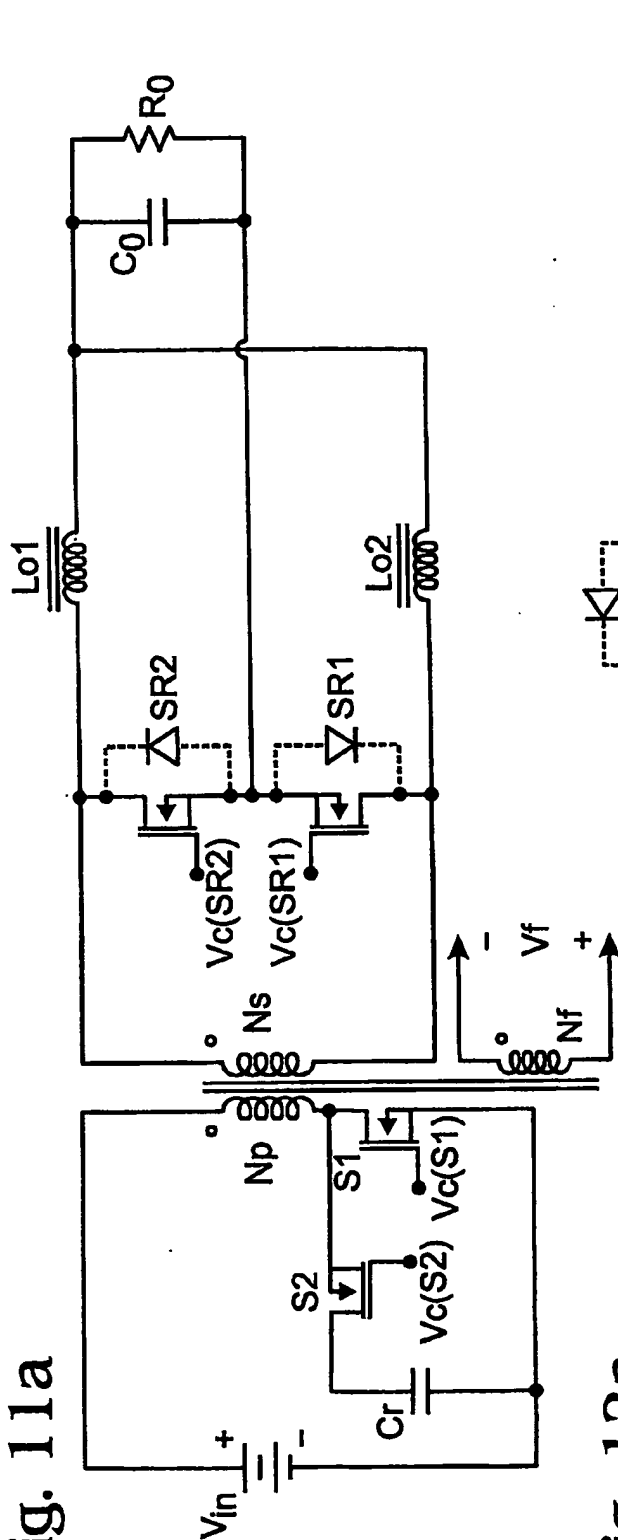 g. 11a
Vin
+
−
Cr
S2
Vc(S2)
S1
Vc(S1)
Np
Ns
Nf
−
Vf
+
Vc(SR2)
Vc(SR1)
SR2
SR1
Lo1
Lo2
C0
R0